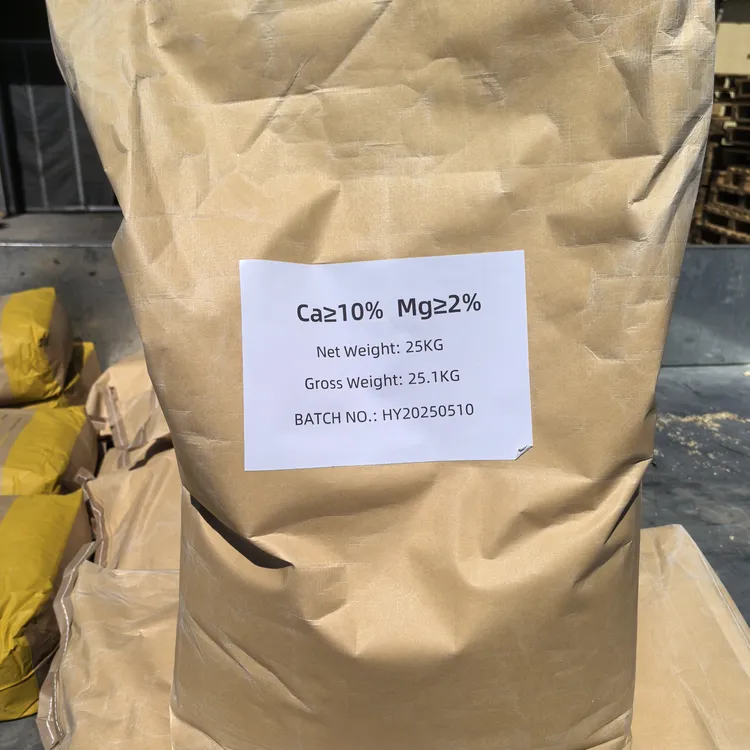 Ca≥10% Mg≥2%
Net Weight: 25KG
Gross Weight: 25.1KG
BATCH NO.: HY20250510